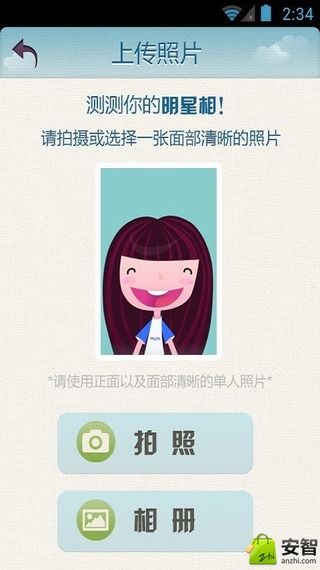 2:34
上传照片
测测你的明星相!
请拍摄或选择一张面部清晰的照片
*请使用正面以及面部清晰的单人照片*
拍 照
相 册
安智
anzhi.com